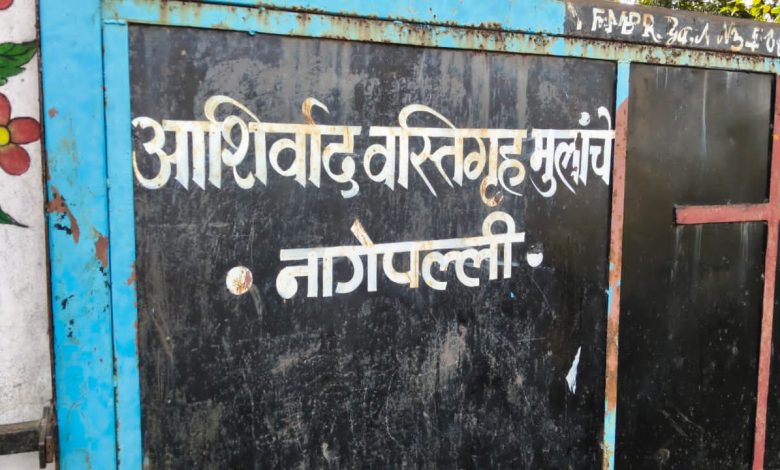 आशिर्वाद वस्तिगृह मुलांचे
• नागेपल्ली •